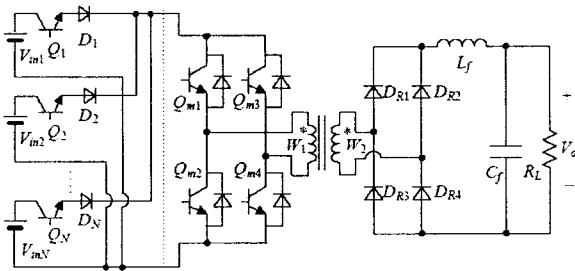 D1
Vin1
Q1
D2
Vin2
Q2
DN
VinN
QN
Qm1
Qm3
Qm2
Qm4
*
W1
*
W2
DR1
DR2
DR3
DR4
Lf
Cf
RL
+
Vo
−